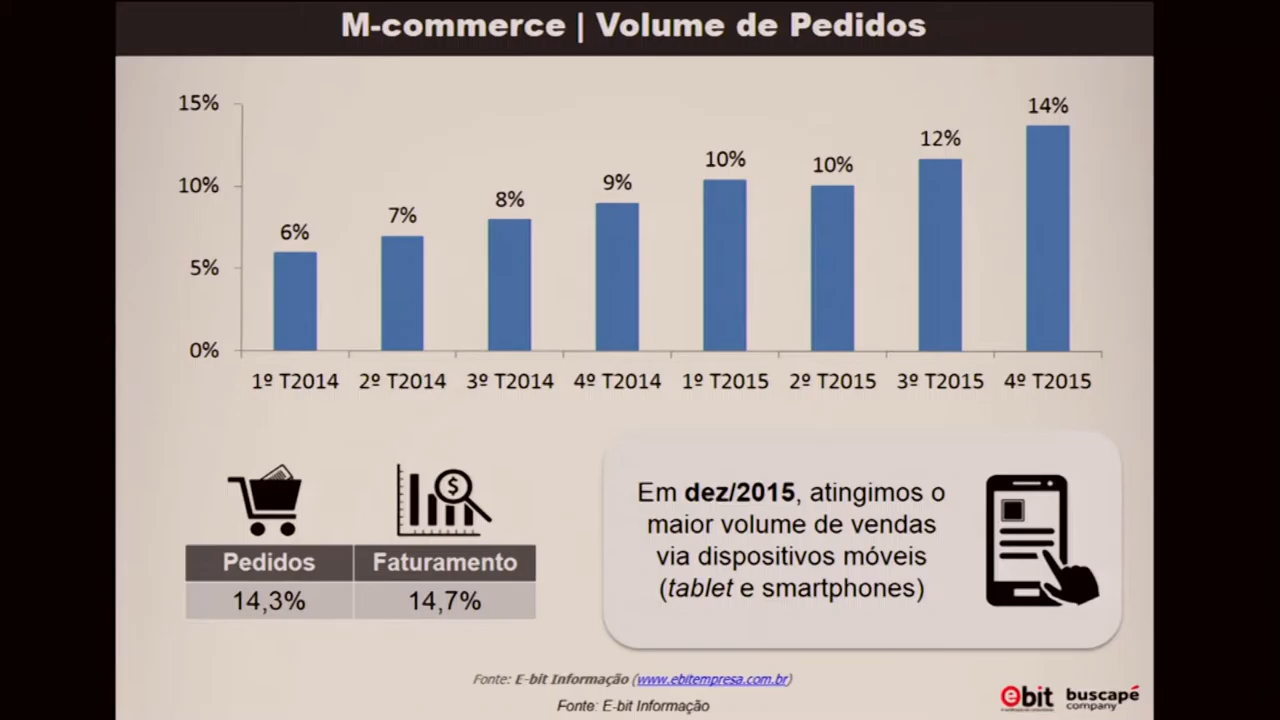 M-commerce | Volume de Pedidos
15%
10%
5%
0%
6%
7%
8%
9%
10%
10%
12%
14%
1º T2014
2º T2014
3º T2014
4º T2014
1º T2015
2º T2015
3º T2015
4º T2015
$
Pedidos Faturamento
14,3% 14,7%
Em dez/2015, atingimos o
maior volume de vendas
via dispositivos móveis
(tablet e smartphones)
Fonte: E-bit Informação (www.ebitempresa.com.br)
Fonte: E-bit Informação
ebit
buscapé
company